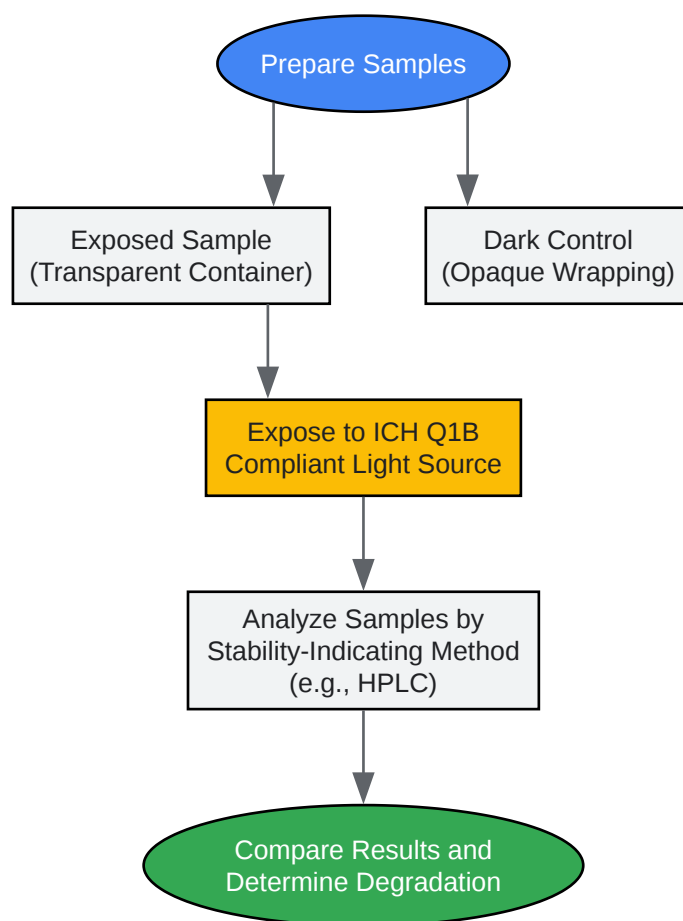 Prepare Samples
Exposed Sample
(Transparent Container)
Dark Control
(Opaque Wrapping)
Expose to ICH Q1B
Compliant Light Source
Analyze Samples by
Stability-Indicating Method
(e.g., HPLC)
Compare Results and
Determine Degradation